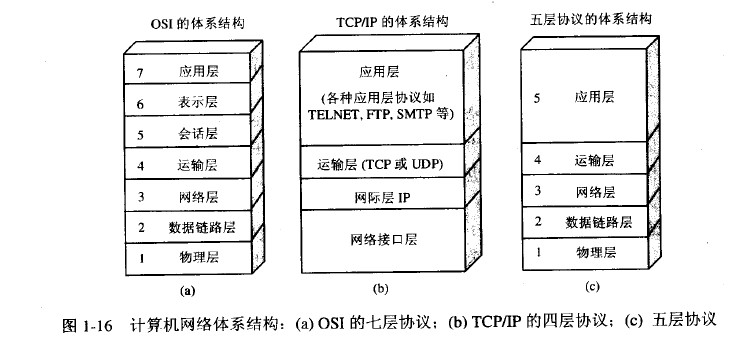 OSI 的体系结构
7 应用层
6 表示层
5 会话层
4 运输层
3 网络层
2 数据链路层
1 物理层
(a)
TCP/IP 的体系结构
应用层
(各种应用层协议如
TELNET, FTP, SMTP 等)
运输层 (TCP 或 UDP)
网际层 IP
网络接口层
(b)
五层协议的体系结构
5 应用层
4 运输层
3 网络层
2 数据链路层
1 物理层
(c)
图 1-16 计算机网络体系结构：(a) OSI 的七层协议；(b) TCP/IP 的四层协议；(c) 五层协议